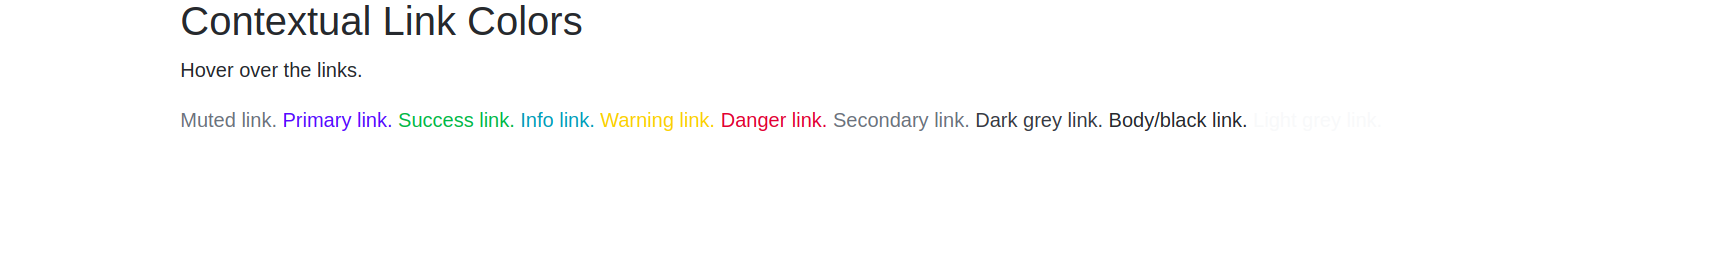 Contextual Link Colors
Hover over the links.
Muted link. Primary link. Success link. Info link. Warning link. Danger link. Secondary link. Dark grey link. Body/black link. Light grey link.